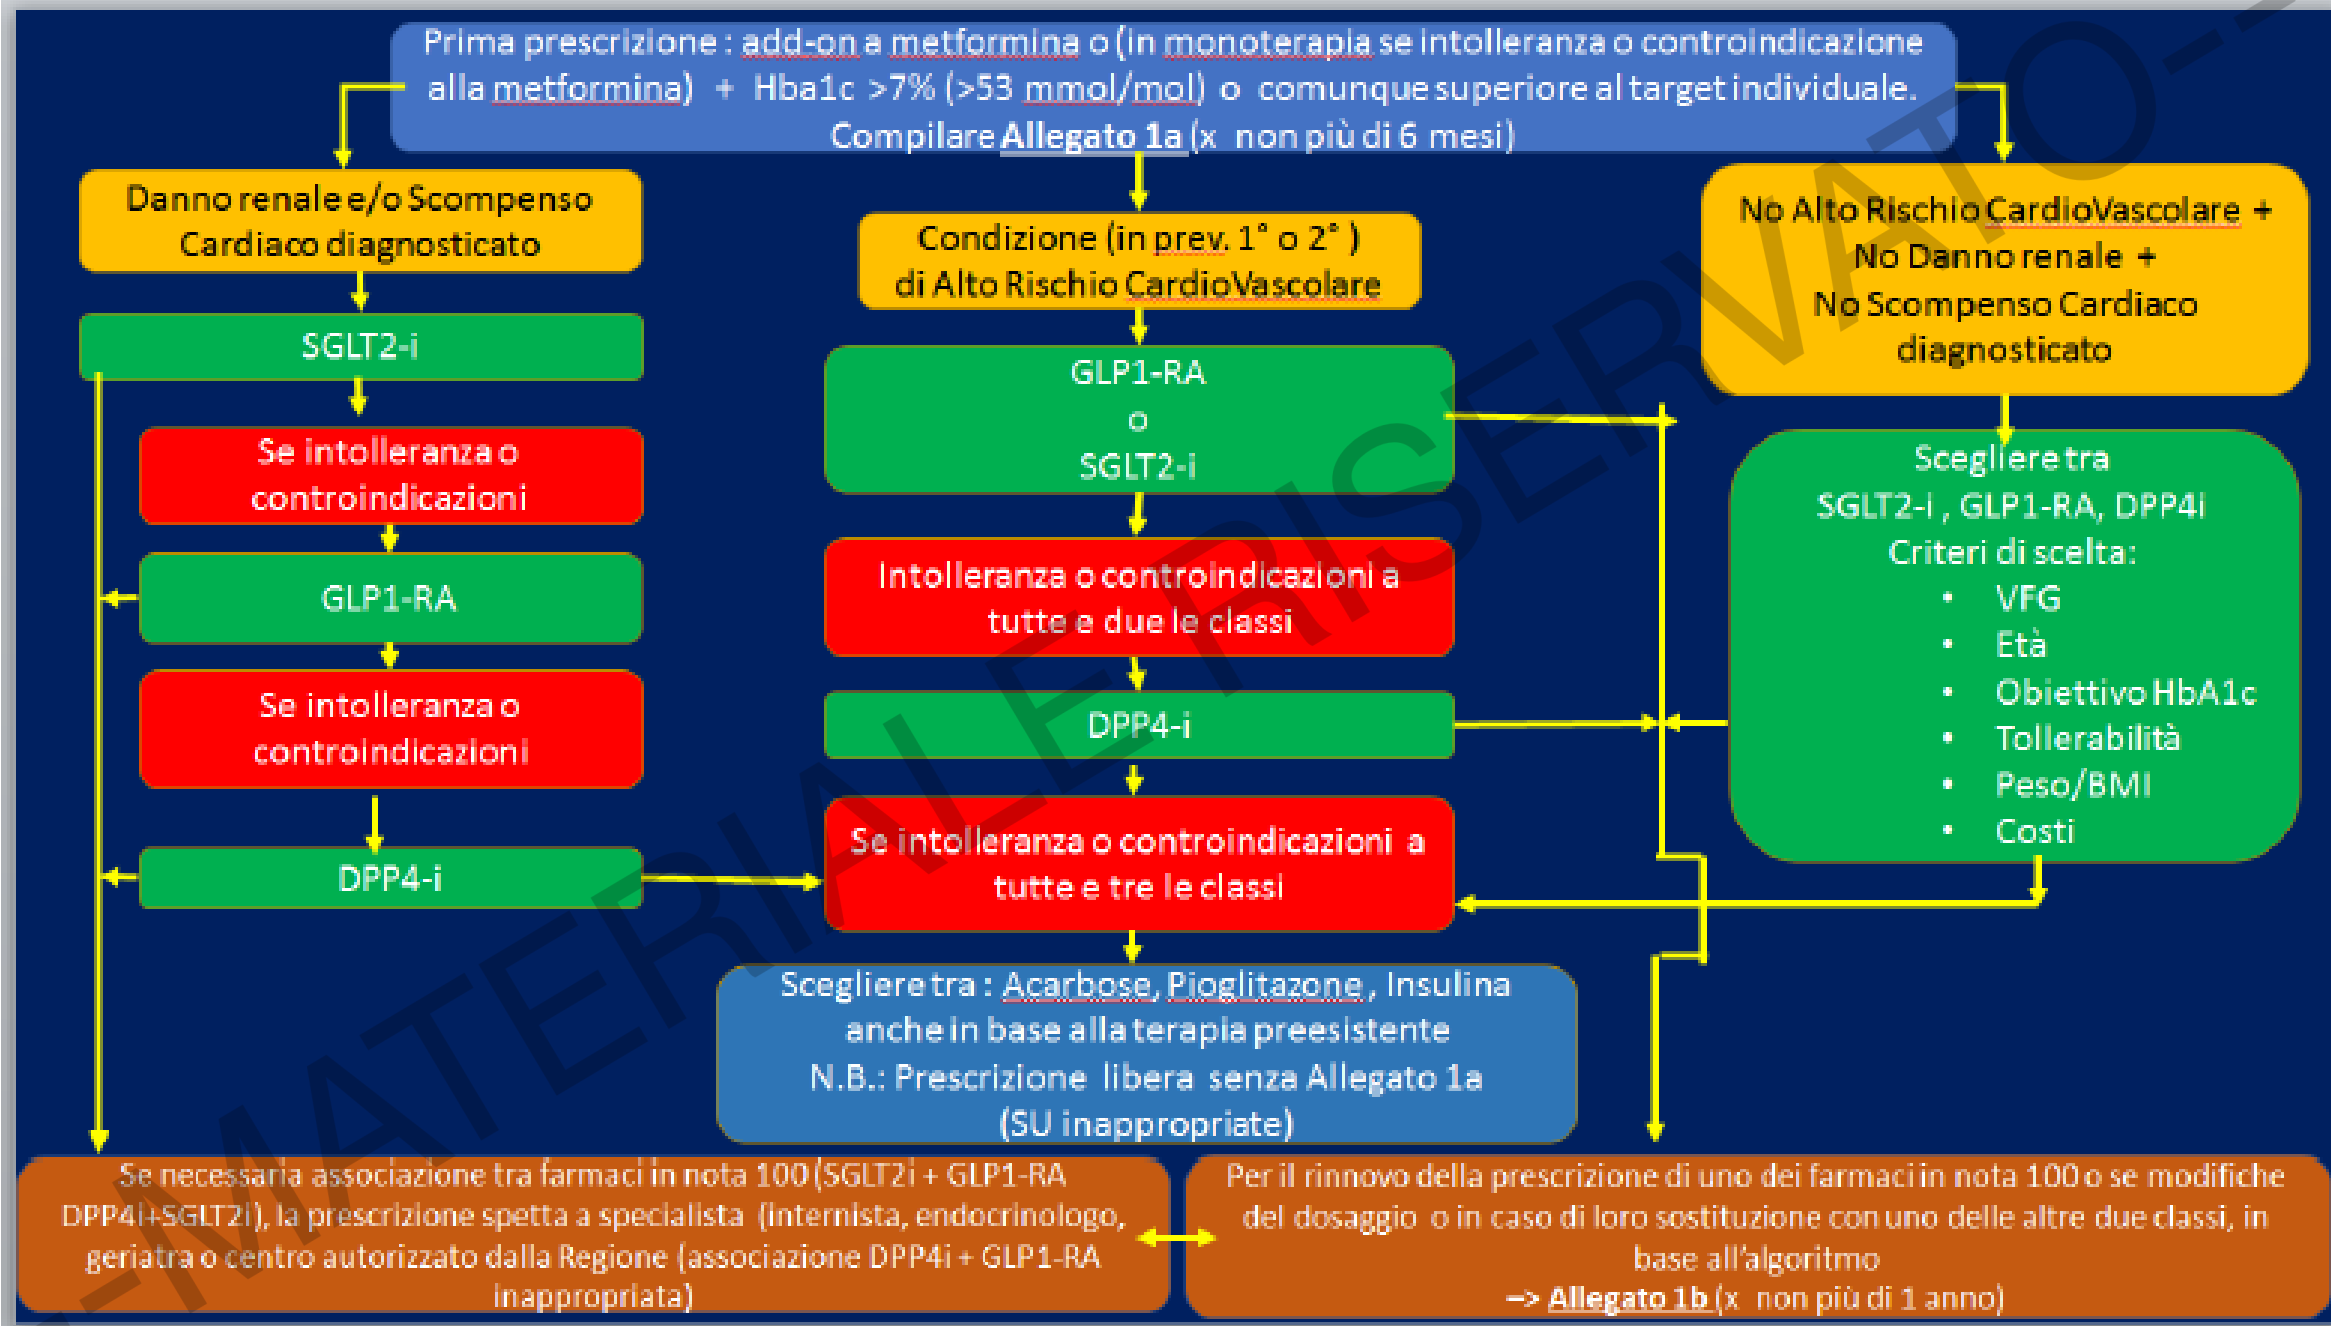 Prima prescrizione : add-on a metformina o (in monoterapia se intolleranza o controindicazione
alla metformina) + Hba1c >7% (>53 mmol/mol) o comunque superiore al target individuale.
Compilare Allegato 1a (x non più di 6 mesi)
Danno renale e/o Scompenso
Cardiaco diagnosticato
SGLT2-i
Se intolleranza o
controindicazioni
GLP1-RA
Se intolleranza o
controindicazioni
DPP4-i
Condizione (in prev. 1° o 2° )
di Alto Rischio CardioVascolare
GLP1-RA
o
SGLT2-i
Intolleranza o controindicazioni a
tutte e due le classi
DPP4-i
Se intolleranza o controindicazioni a
tutte e tre le classi
Scegliere tra : Acarbose, Pioglitazone , Insulina
anche in base alla terapia preesistente
N.B.: Prescrizione libera senza Allegato 1a
(SU inappropriate)
No Alto Rischio CardioVascolare +
No Danno renale +
No Scompenso Cardiaco
diagnosticato
Scegliere tra
SGLT2-i , GLP1-RA, DPP4i
Criteri di scelta:
• VFG
• Età
• Obiettivo HbA1c
• Tollerabilità
• Peso/BMI
• Costi
Se necessaria associazione tra farmaci in nota 100 (SGLT2i + GLP1-RA
DPP4i+SGLT2i), la prescrizione spetta a specialista (internista, endocrinologo,
geriatra o centro autorizzato dalla Regione (associazione DPP4i + GLP1-RA
inappropriata)
Per il rinnovo della prescrizione di uno dei farmaci in nota 100 o se modifiche
del dosaggio o in caso di loro sostituzione con uno delle altre due classi, in
base all'algoritmo
–> Allegato 1b (x non più di 1 anno)
-MATERIALE RISERVATO--